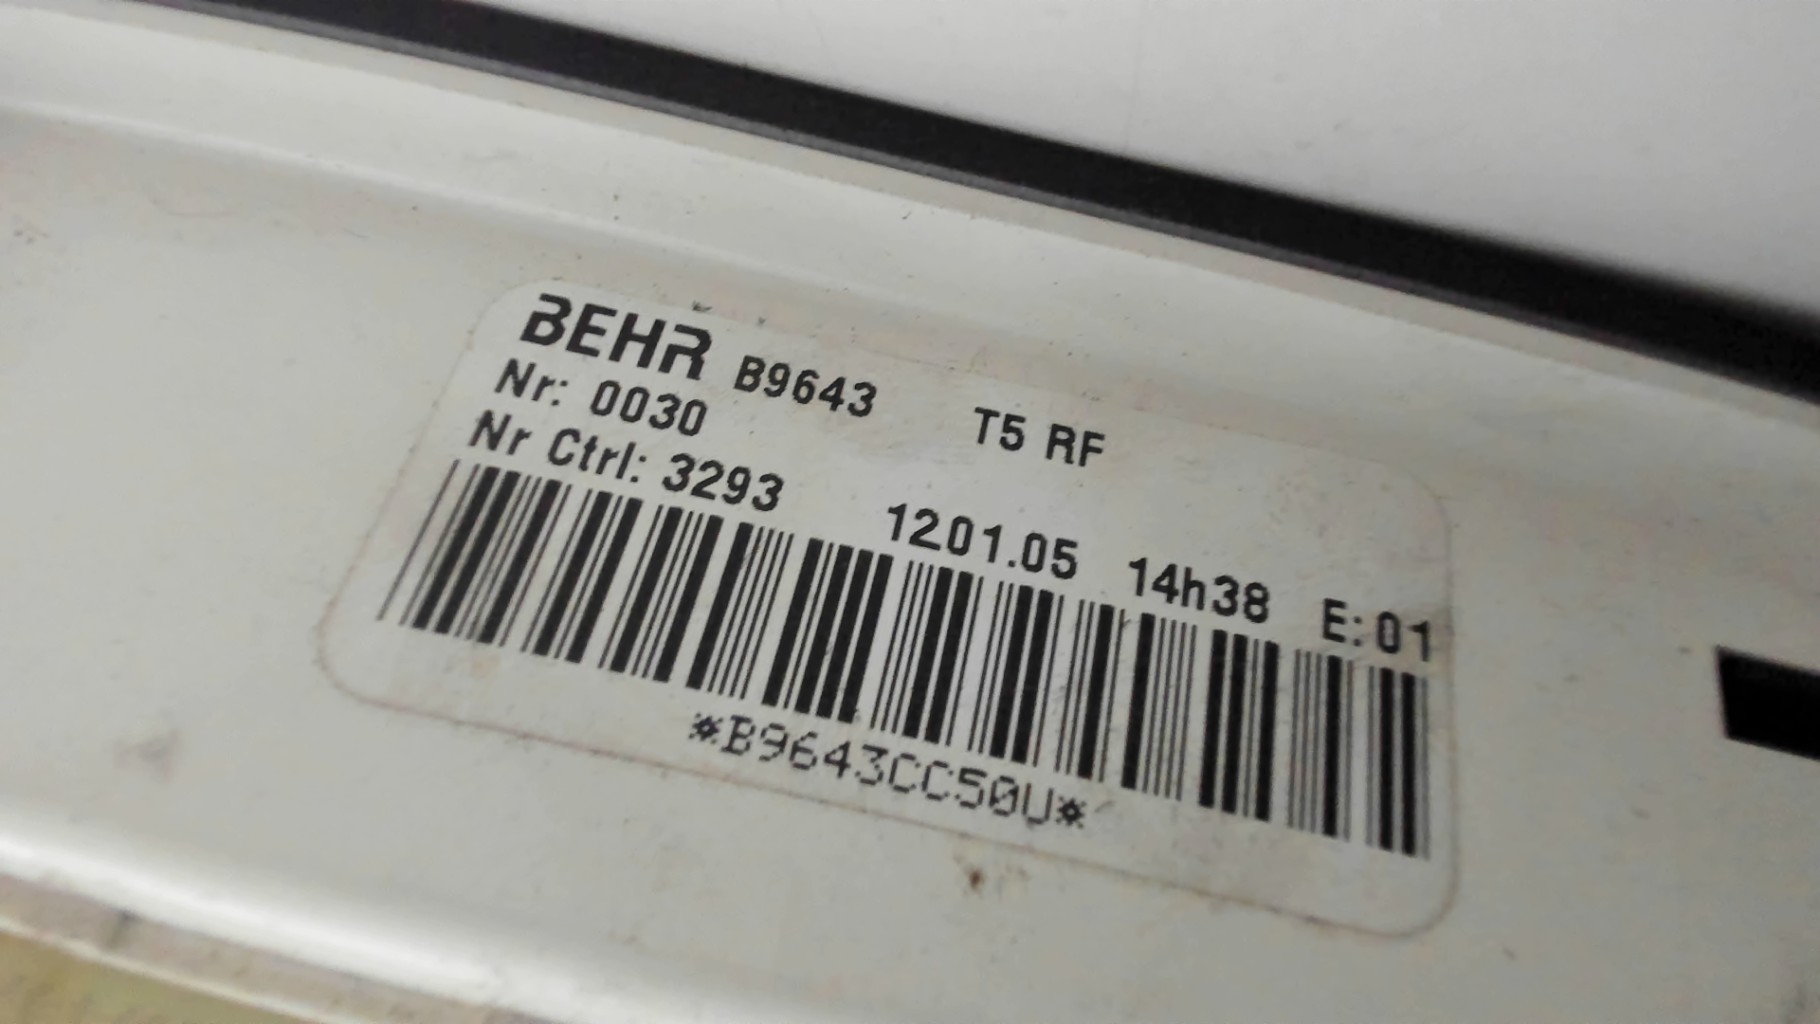 BEHR B9643 T5 RF
Nr: 0030
Nr Ctrl: 3293 1201.05 14h38 E:01
*B9643CC50U*